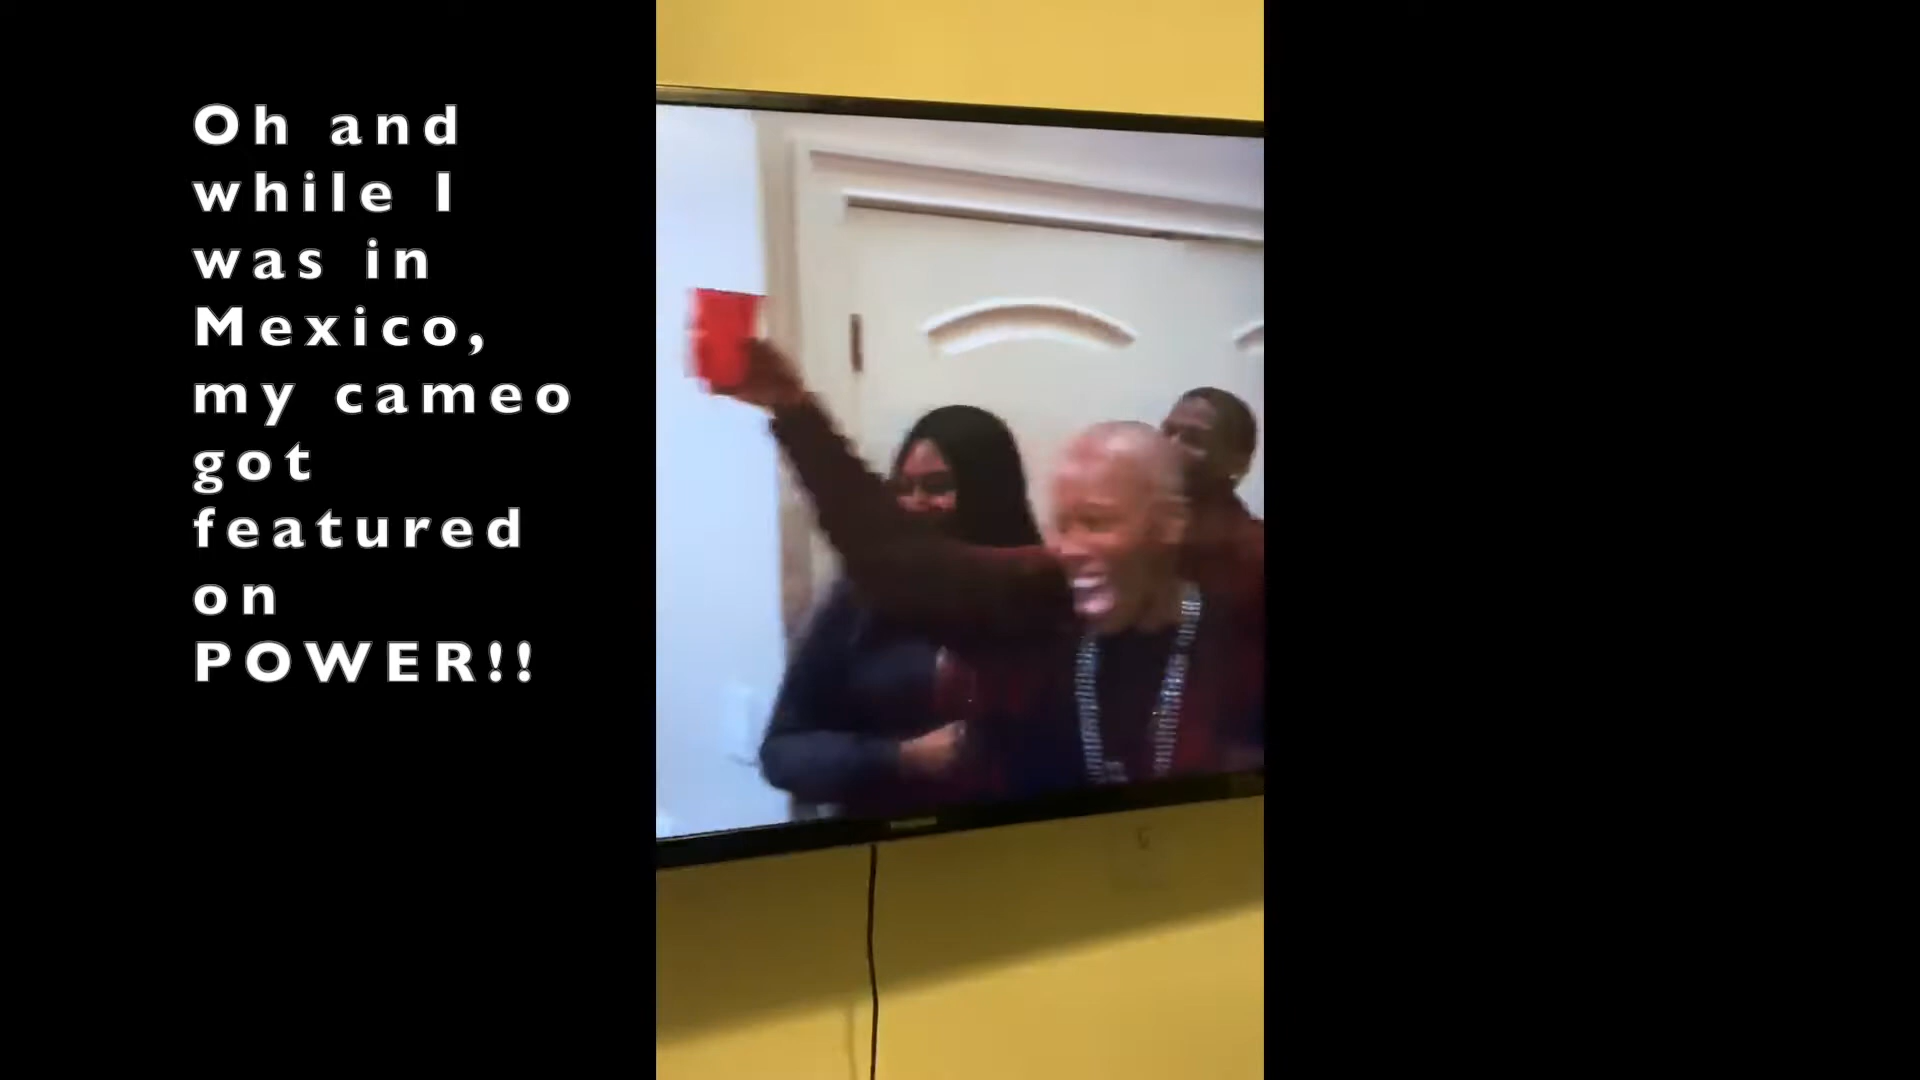 Oh and
while I
was in
Mexico,
my cameo
got
featured
on
POWER!!